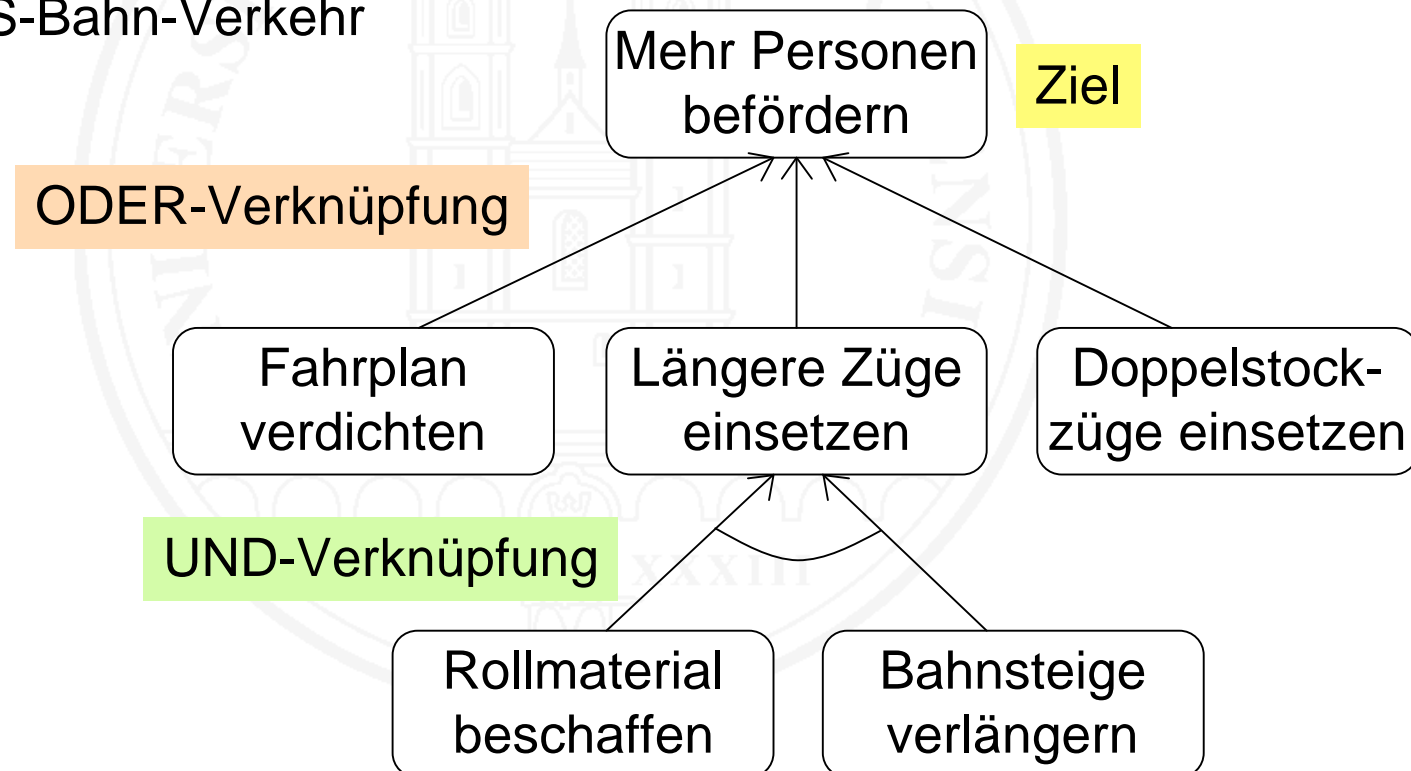 S-Bahn-Verkehr
Mehr Personen
befördern
Ziel
ODER-Verknüpfung
Fahrplan
verdichten
Längere Züge
einsetzen
Doppelstock-
züge einsetzen
UND-Verknüpfung
XXXIII
Rollmaterial
beschaffen
Bahnsteige
verlängern